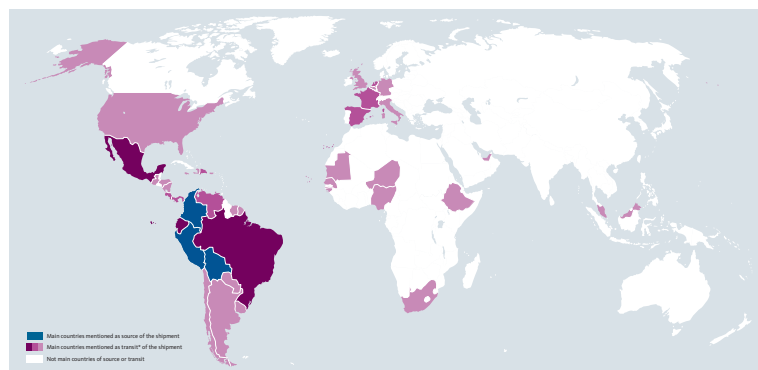 Main countries mentioned as source of the shipment
Main countries mentioned as transit* of the shipment
Not main countries of source or transit